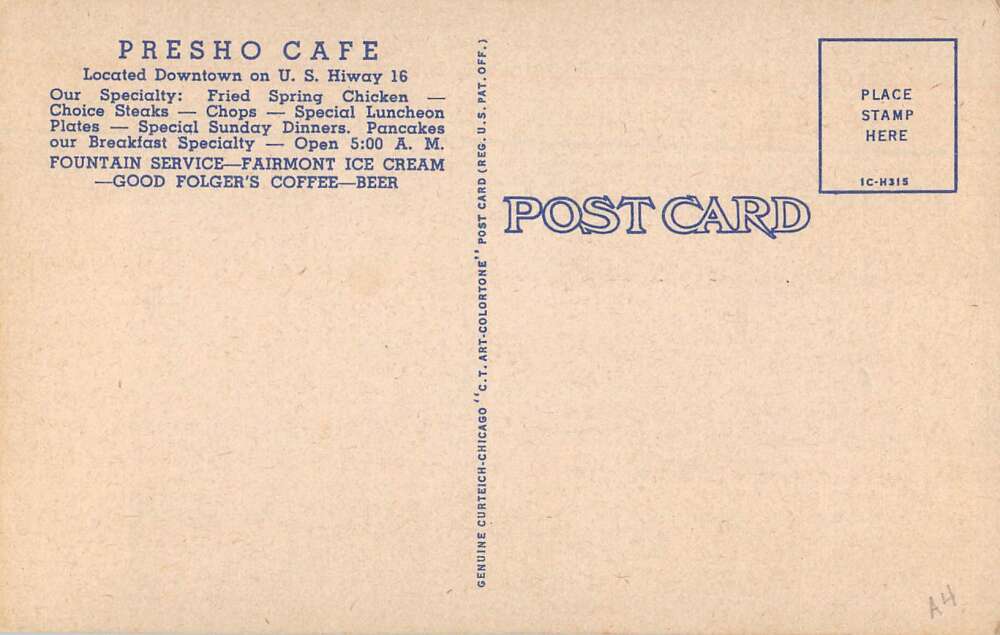 PRESHO CAFE
Located Downtown on U. S. Hiway 16
Our Specialty: Fried Spring Chicken —
Choice Steaks — Chops — Special Luncheon
Plates — Special Sunday Dinners. Pancakes
our Breakfast Specialty — Open 5:00 A. M.
FOUNTAIN SERVICE—FAIRMONT ICE CREAM
—GOOD FOLGER'S COFFEE—BEER
GENUINE CURTEICH-CHICAGO "C.T. ART-COLORTONE" POST CARD (REG. U.S. PAT. OFF.)
POST CARD
PLACE
STAMP
HERE
1C-H315
A4